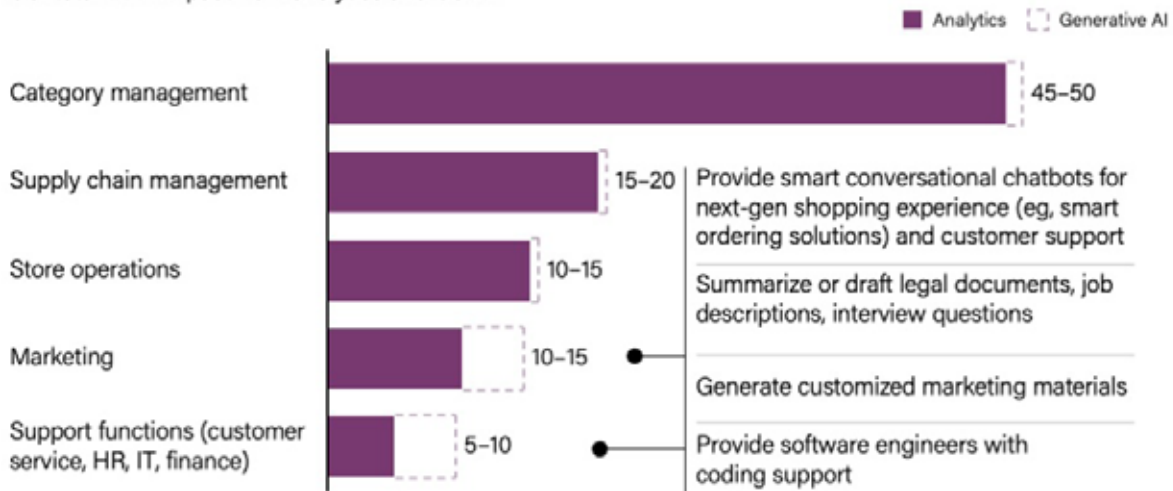 Analytics
Generative AI
Category management
45–50
Supply chain management
15–20
Provide smart conversational chatbots for
next-gen shopping experience (eg, smart
ordering solutions) and customer support
Store operations
10–15
Summarize or draft legal documents, job
descriptions, interview questions
Marketing
10–15
Generate customized marketing materials
Support functions (customer
service, HR, IT, finance)
5–10
Provide software engineers with
coding support